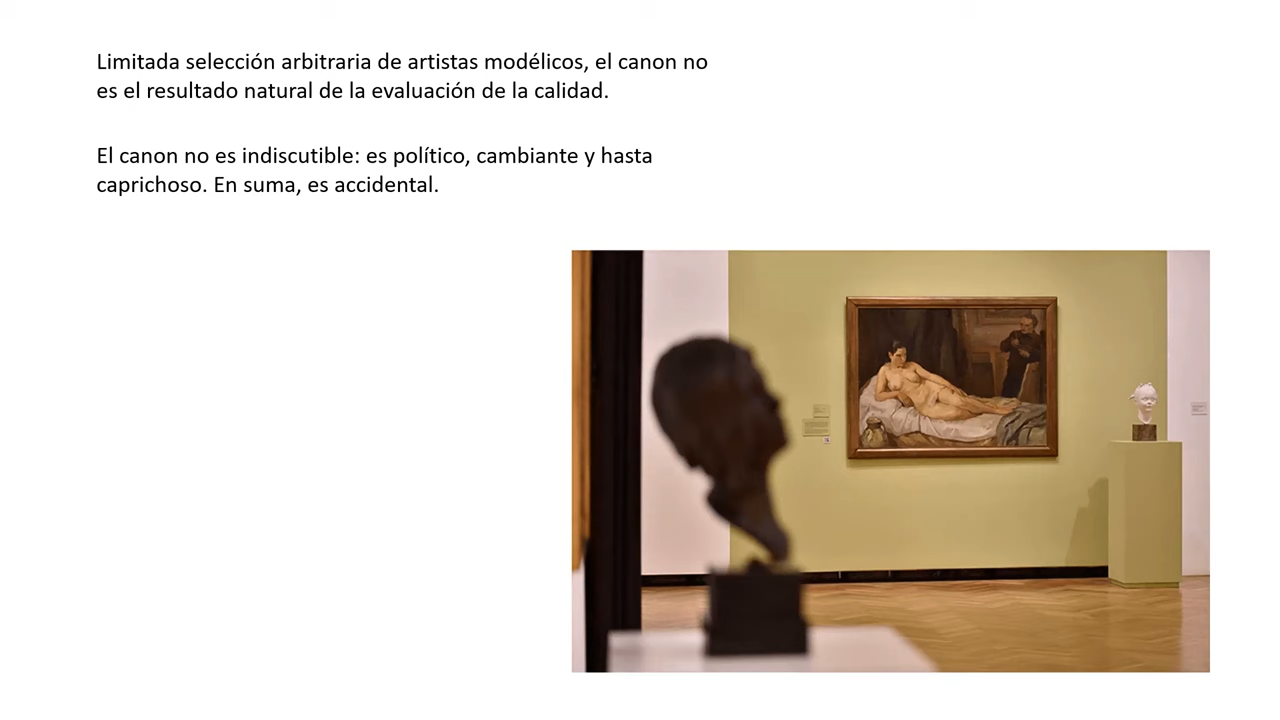 Limitada selección arbitraria de artistas modélicos, el canon no
es el resultado natural de la evaluación de la calidad.
El canon no es indiscutible: es político, cambiante y hasta
caprichoso. En suma, es accidental.